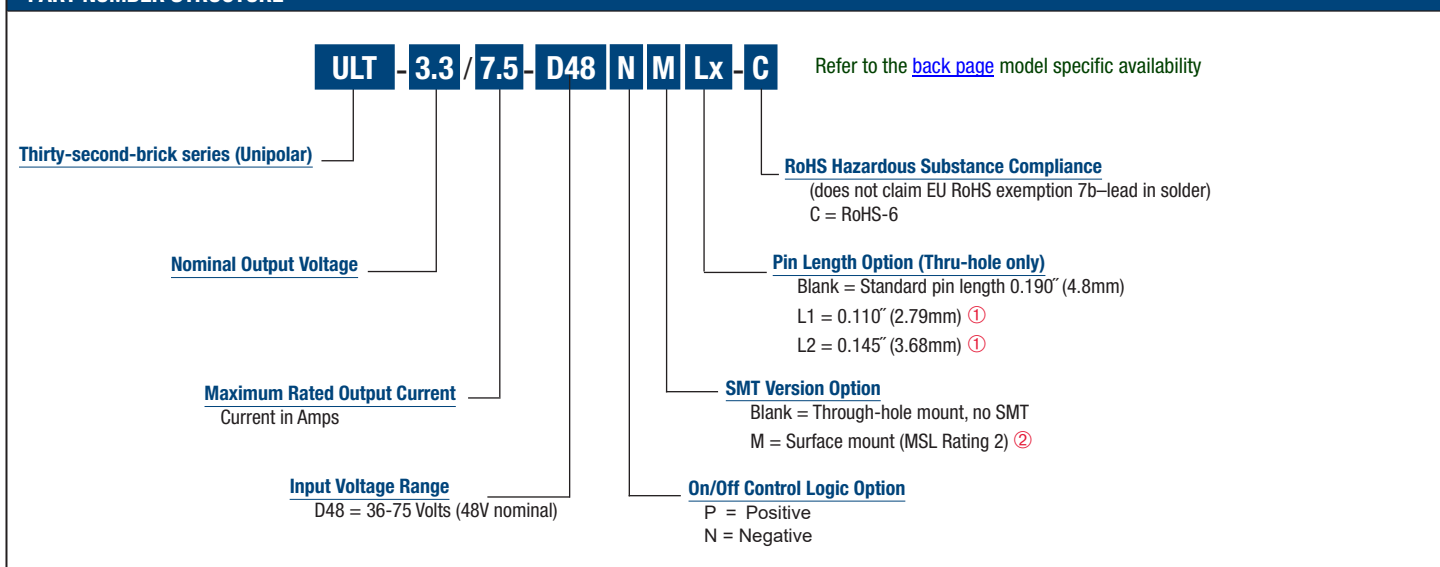 PART NUMBER STRUCTURE
ULT - 3.3 / 7.5 - D48 N M Lx - C
Refer to the back page model specific availability
Thirty-second-brick series (Unipolar)
RoHS Hazardous Substance Compliance
(does not claim EU RoHS exemption 7b–lead in solder)
C = RoHS-6
Nominal Output Voltage
Pin Length Option (Thru-hole only)
Blank = Standard pin length 0.190˝ (4.8mm)
L1 = 0.110˝ (2.79mm) ①
L2 = 0.145˝ (3.68mm) ①
Maximum Rated Output Current
Current in Amps
SMT Version Option
Blank = Through-hole mount, no SMT
M = Surface mount (MSL Rating 2) ②
Input Voltage Range
D48 = 36-75 Volts (48V nominal)
On/Off Control Logic Option
P = Positive
N = Negative